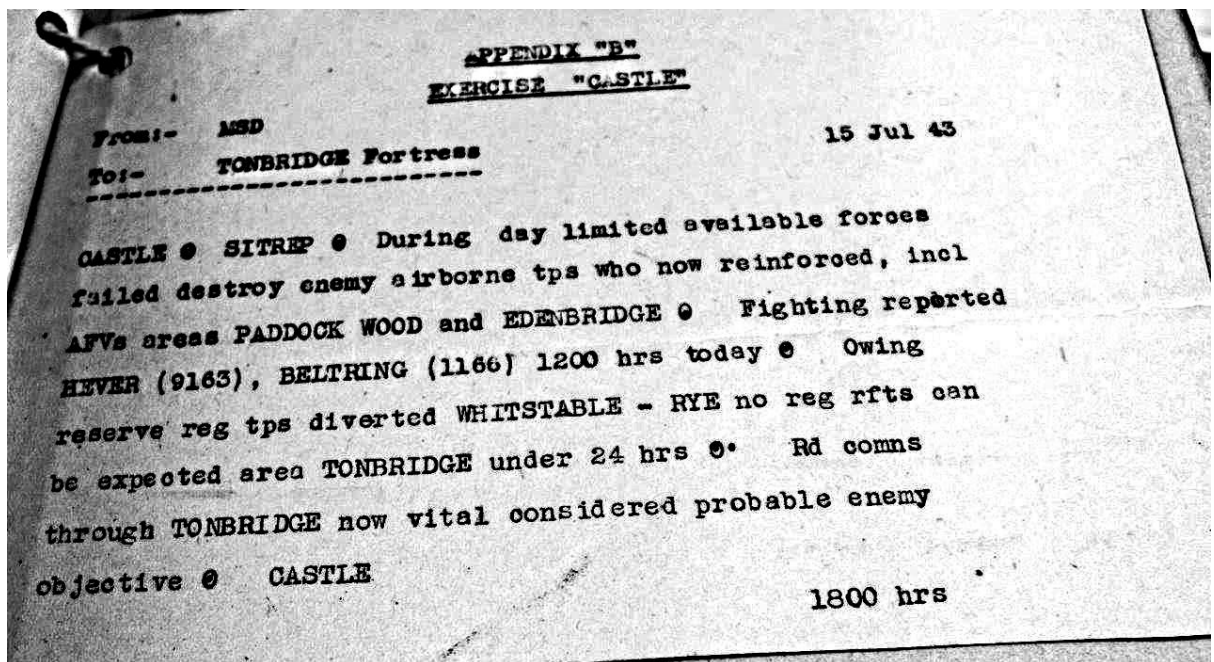 APPENDIX "B"
EXERCISE "CASTLE"
From:- MSD
15 Jul 43
To:- TONBRIDGE Fortress
CASTLE @ SITREP @ During day limited available forces
failed destroy enemy airborne tps who now reinforced, incl
AFVs areas PADDOCK WOOD and EDENBRIDGE @ Fighting reported
HEVER (9163), BELTRING (1166) 1200 hrs today @ Owing
reserve reg tps diverted WHITSTABLE - RYE no reg rfts can
be expected area TONBRIDGE under 24 hrs @. Rd comns
through TONBRIDGE now vital considered probable enemy
objective @ CASTLE
1800 hrs